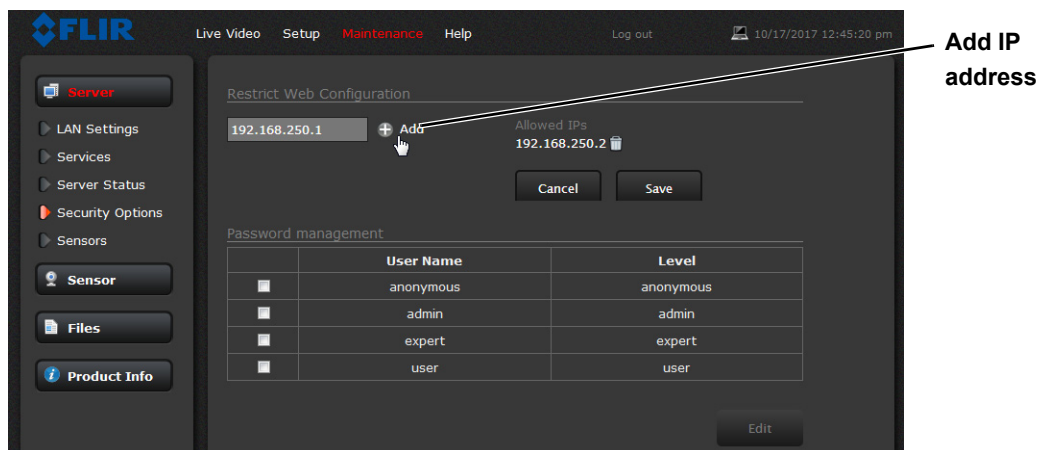 FLIR
Live Video Setup Maintenance Help Log out 10/17/2017 12:45:20 pm
Add IP
address
Server
LAN Settings
Services
Server Status
Security Options
Sensors
Sensor
Files
Product Info
Restrict Web Configuration
192.168.250.1 Add
Allowed IPs
192.168.250.2
Cancel Save
Password management
User Name Level
anonymous anonymous
admin admin
expert expert
user user
Edit